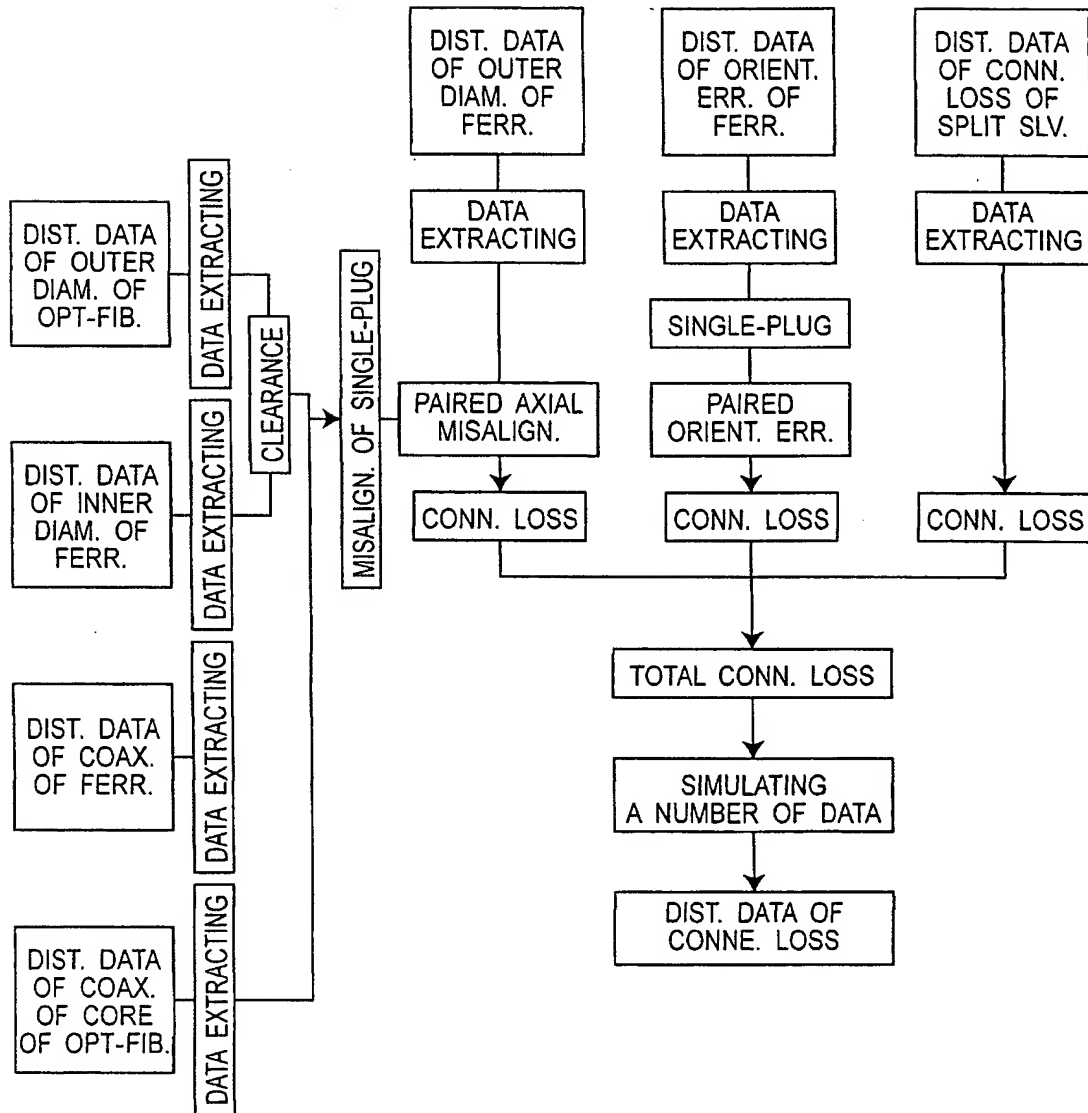 DIST. DATA
OF OUTER
DIAM. OF
FERR.
DIST. DATA
OF ORIENT.
ERR. OF
FERR.
DIST. DATA
OF CONN.
LOSS OF
SPLIT SLV.
DATA
EXTRACTING
DATA
EXTRACTING
DATA
EXTRACTING
DIST. DATA
OF OUTER
DIAM. OF
OPT-FIB.
DATA EXTRACTING
CLEARANCE
MISALIGN. OF SINGLE-PLUG
SINGLE-PLUG
PAIRED AXIAL
MISALIGN.
PAIRED
ORIENT. ERR.
DIST. DATA
OF INNER
DIAM. OF
FERR.
DATA EXTRACTING
CONN. LOSS
CONN. LOSS
CONN. LOSS
DIST. DATA
OF COAX.
OF FERR.
DATA EXTRACTING
TOTAL CONN. LOSS
SIMULATING
A NUMBER OF DATA
DIST. DATA OF
CONNE. LOSS
DIST. DATA
OF COAX.
OF CORE
OF OPT-FIB.
DATA EXTRACTING